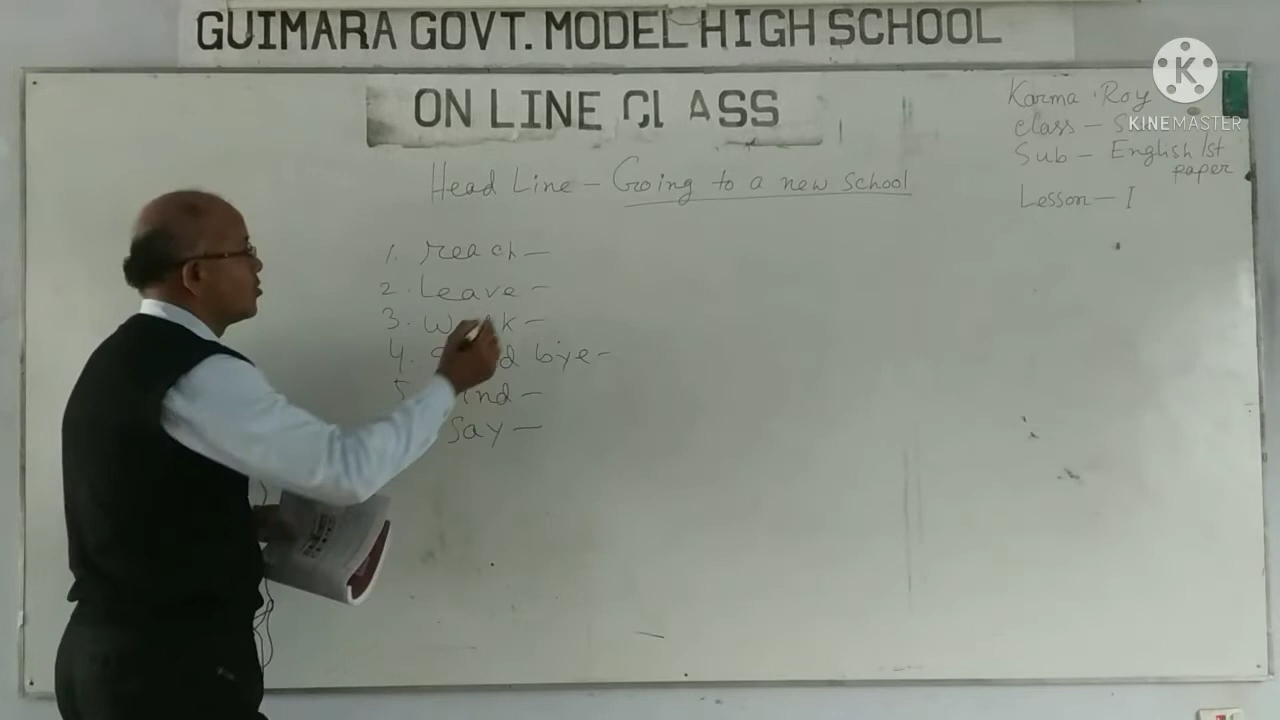 GUIMARA GOVT. MODEL HIGH SCHOOL
ON LINE CLASS
Karma Roy
class –
Sub – English 1st paper
Lesson – I
Head Line – Going to a new School
1. reach –
2. Leave –
3.
4. bye –
5.
Say –
K
KINEMASTER